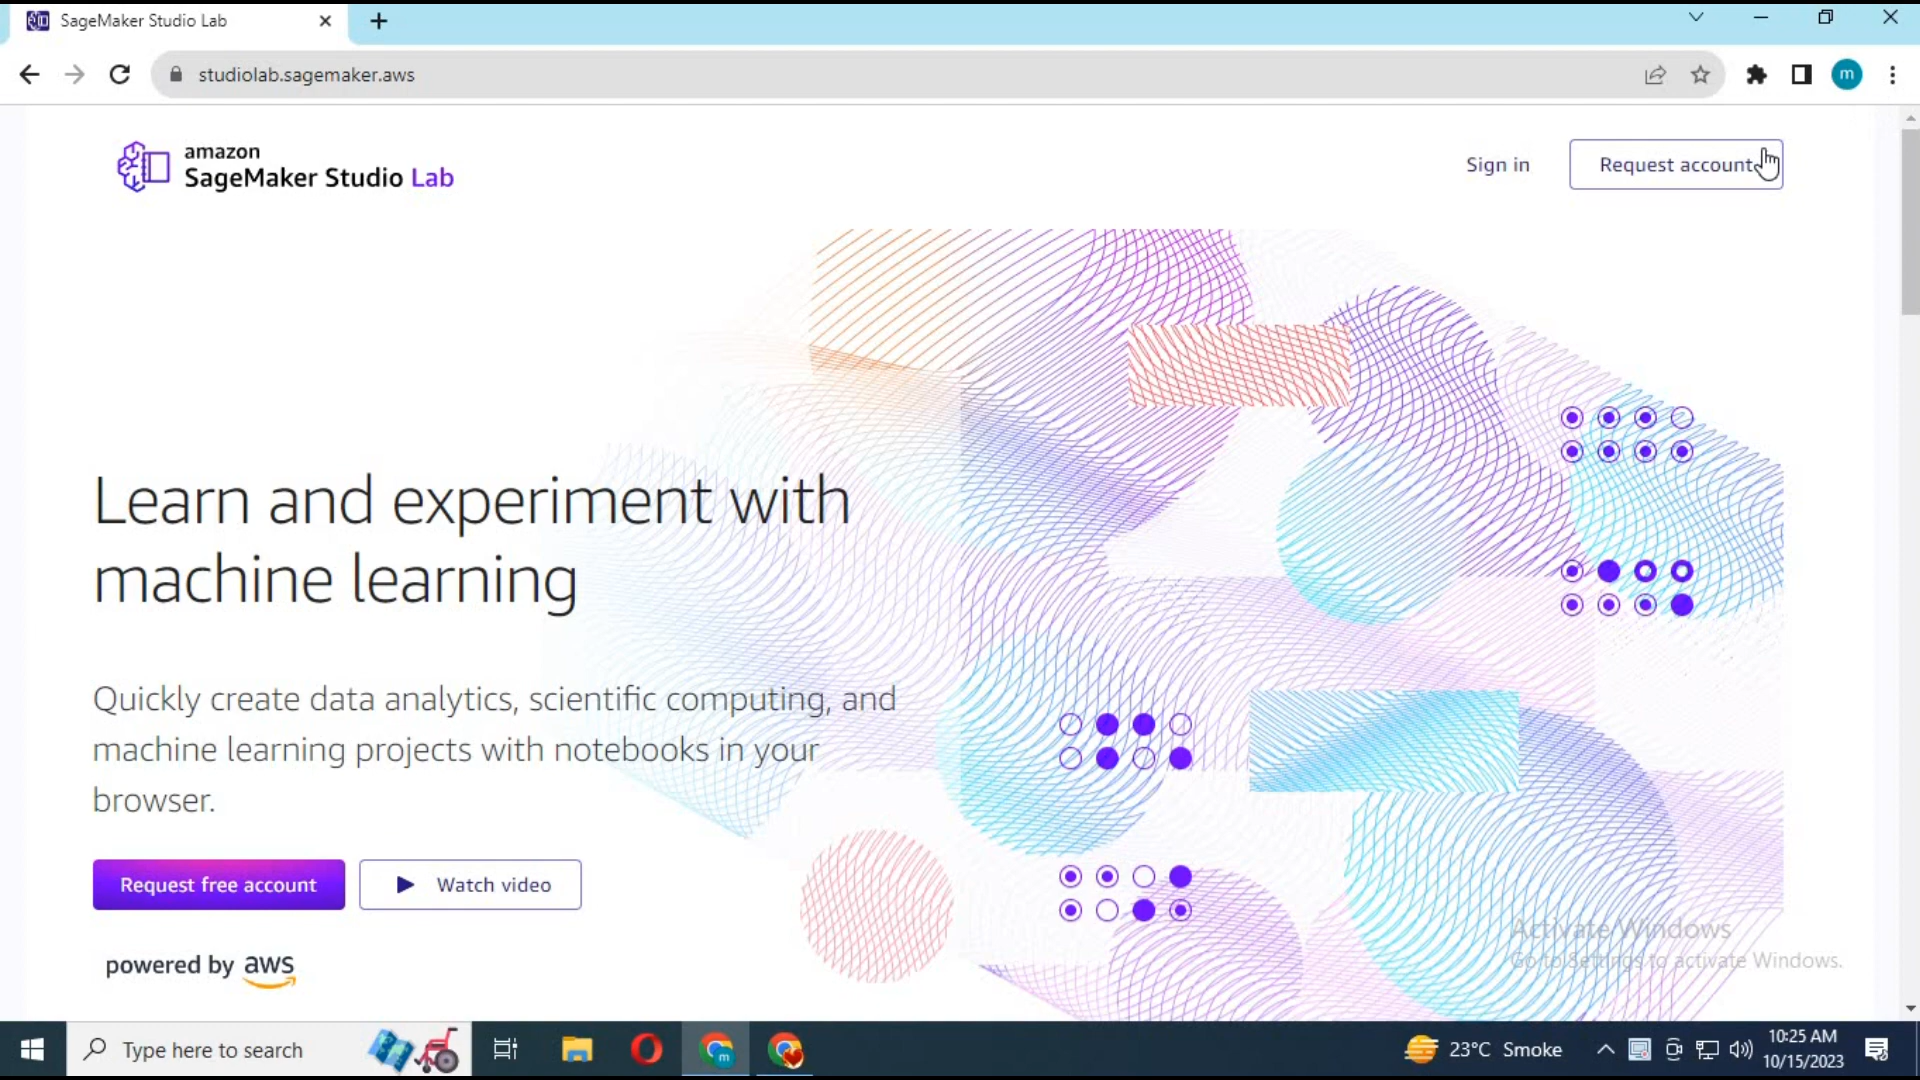 SageMaker Studio Lab
studiolab.sagemaker.aws
m
amazon
SageMaker Studio Lab
Sign in
Request account
Learn and experiment with
machine learning
Quickly create data analytics, scientific computing, and
machine learning projects with notebooks in your
browser.
Request free account
Watch video
powered by aws
Activate Windows
Go to Settings to activate Windows.
Type here to search
m
23°C Smoke
10:25 AM
10/15/2023